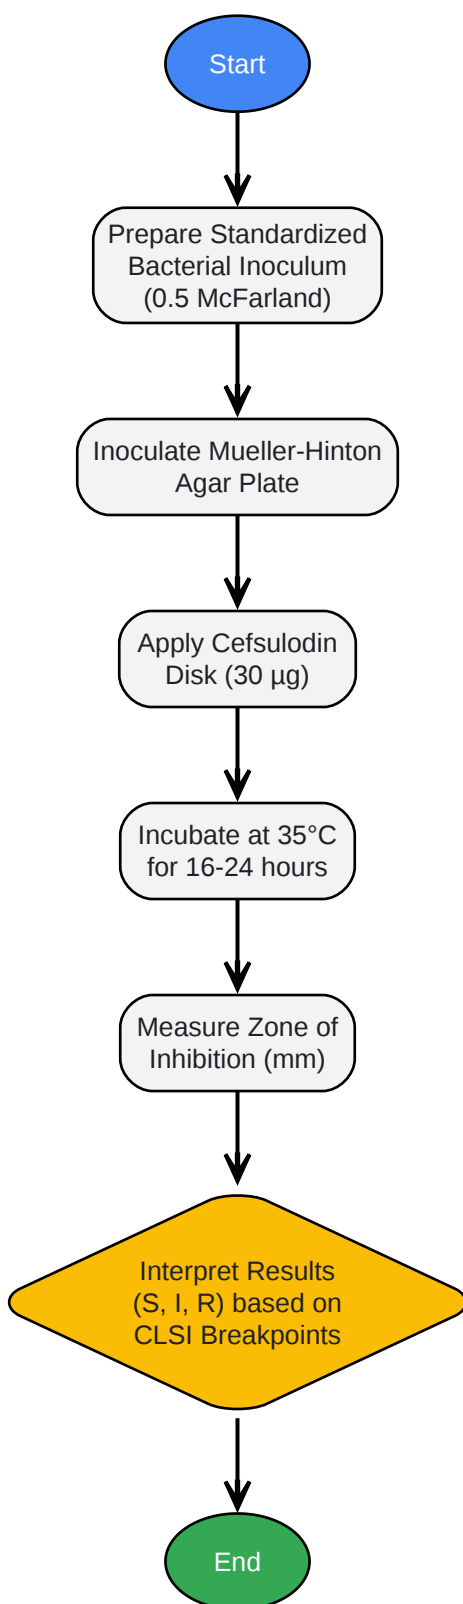 Start
Prepare Standardized
Bacterial Inoculum
(0.5 McFarland)
Inoculate Mueller-Hinton
Agar Plate
Apply Cefsulodin
Disk (30 µg)
Incubate at 35°C
for 16-24 hours
Measure Zone of
Inhibition (mm)
Interpret Results
(S, I, R) based on
CLSI Breakpoints
End